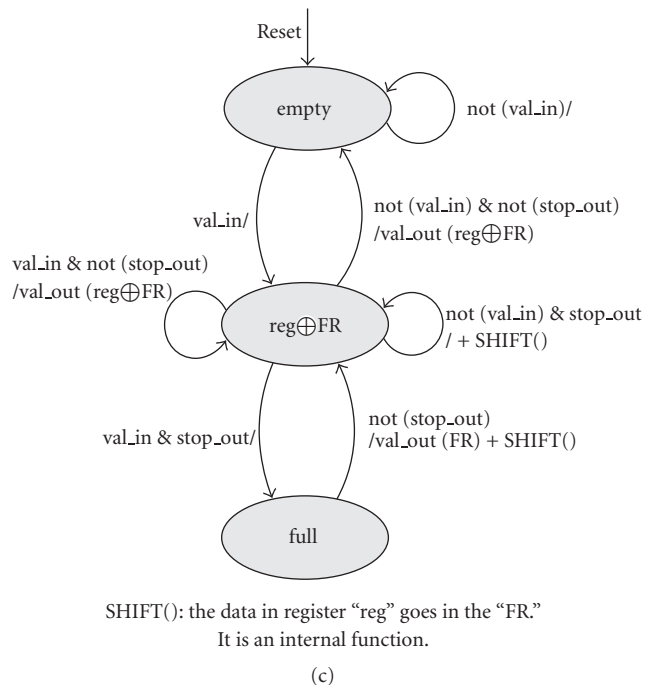 Reset
empty
not (val_in)/
val_in/
not (val_in) & not (stop_out)
/val_out (reg⊕FR)
val_in & not (stop_out)
/val_out (reg⊕FR)
reg⊕FR
not (val_in) & stop_out
/ + SHIFT()
val_in & stop_out/
not (stop_out)
/val_out (FR) + SHIFT()
full
SHIFT(): the data in register “reg” goes in the “FR.”
It is an internal function.
(c)